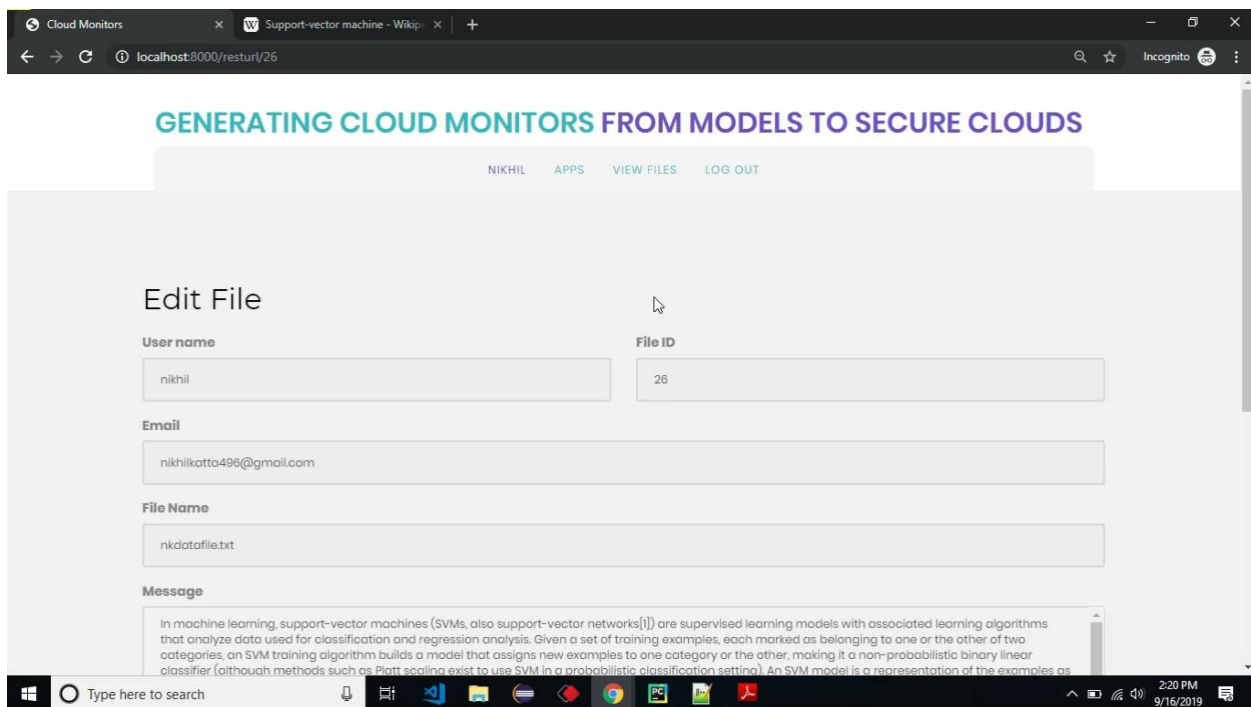 Cloud Monitors
Support-vector machine - Wikip
localhost:8000/resturl/26
Incognito
GENERATING CLOUD MONITORS FROM MODELS TO SECURE CLOUDS
NIKHIL APPS VIEW FILES LOG OUT
Edit File
User name File ID
nikhil 26
Email
nikhilkatta496@gmail.com
File Name
nkdatafile.txt
Message
In machine learning, support-vector machines (SVMs, also support-vector networks[1]) are supervised learning models with associated learning algorithms
that analyze data used for classification and regression analysis. Given a set of training examples, each marked as belonging to one or the other of two
categories, an SVM training algorithm builds a model that assigns new examples to one category or the other, making it a non-probabilistic binary linear
classifier (although methods such as Platt scaling exist to use SVM in a probabilistic classification setting). An SVM model is a representation of the examples as
Type here to search
2:20 PM
9/16/2019